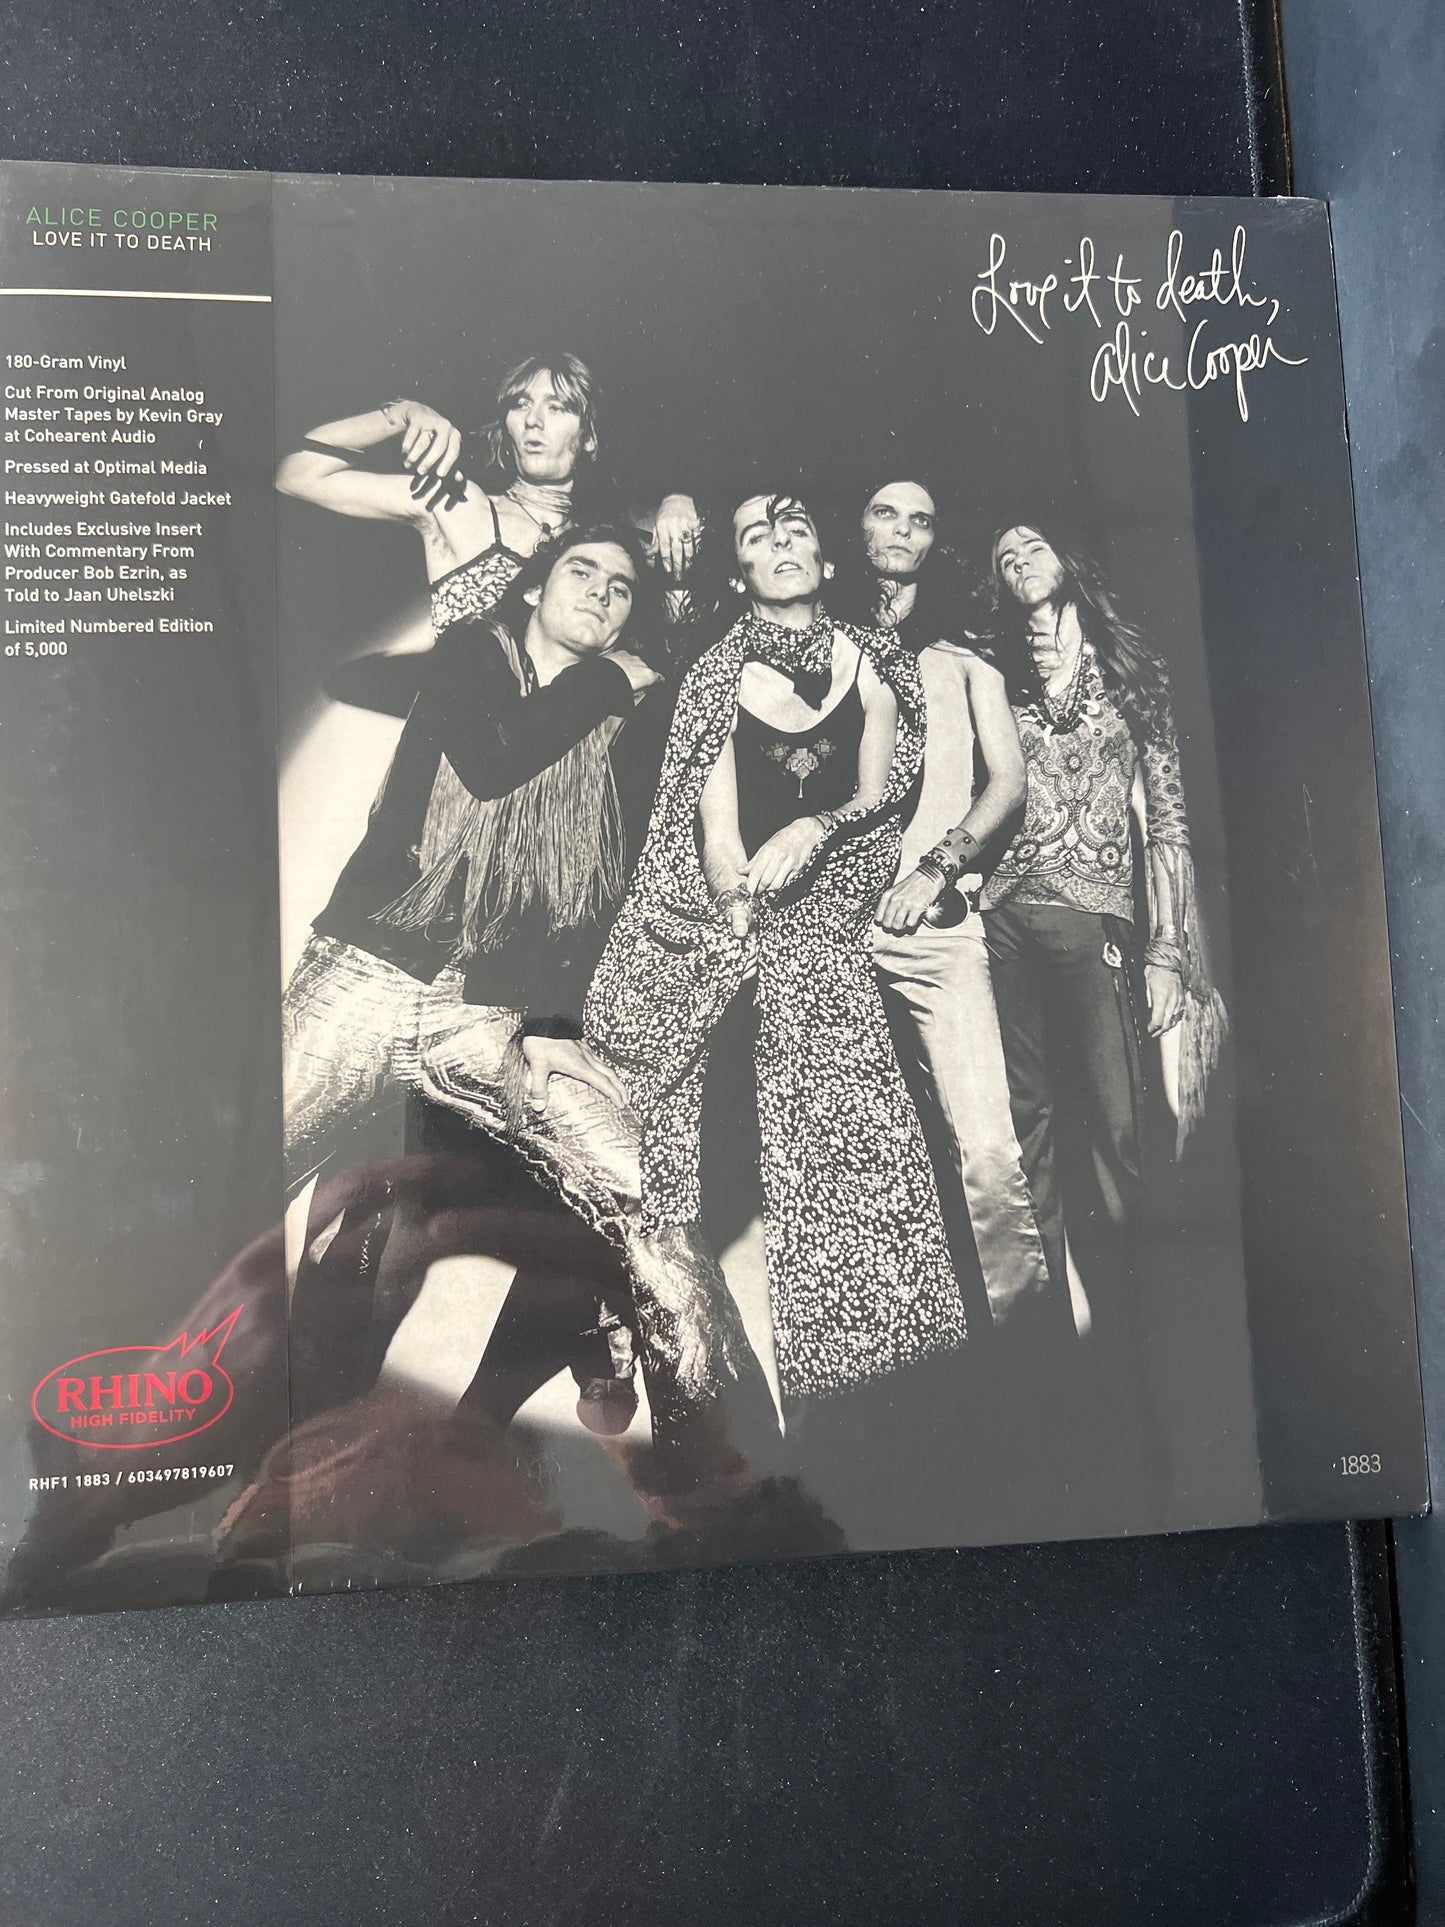 ALICE COOPER
LOVE IT TO DEATH
180-Gram Vinyl
Cut From Original Analog
Master Tapes by Kevin Gray
at Cohearent Audio
Pressed at Optimal Media
Heavyweight Gatefold Jacket
Includes Exclusive Insert
With Commentary From
Producer Bob Ezrin, as
Told to Jaan Uhelszki
Limited Numbered Edition
of 5,000
RHINO
HIGH FIDELITY
RHF1 1883 / 603497819607
Love it to death,
Alice Cooper
1883